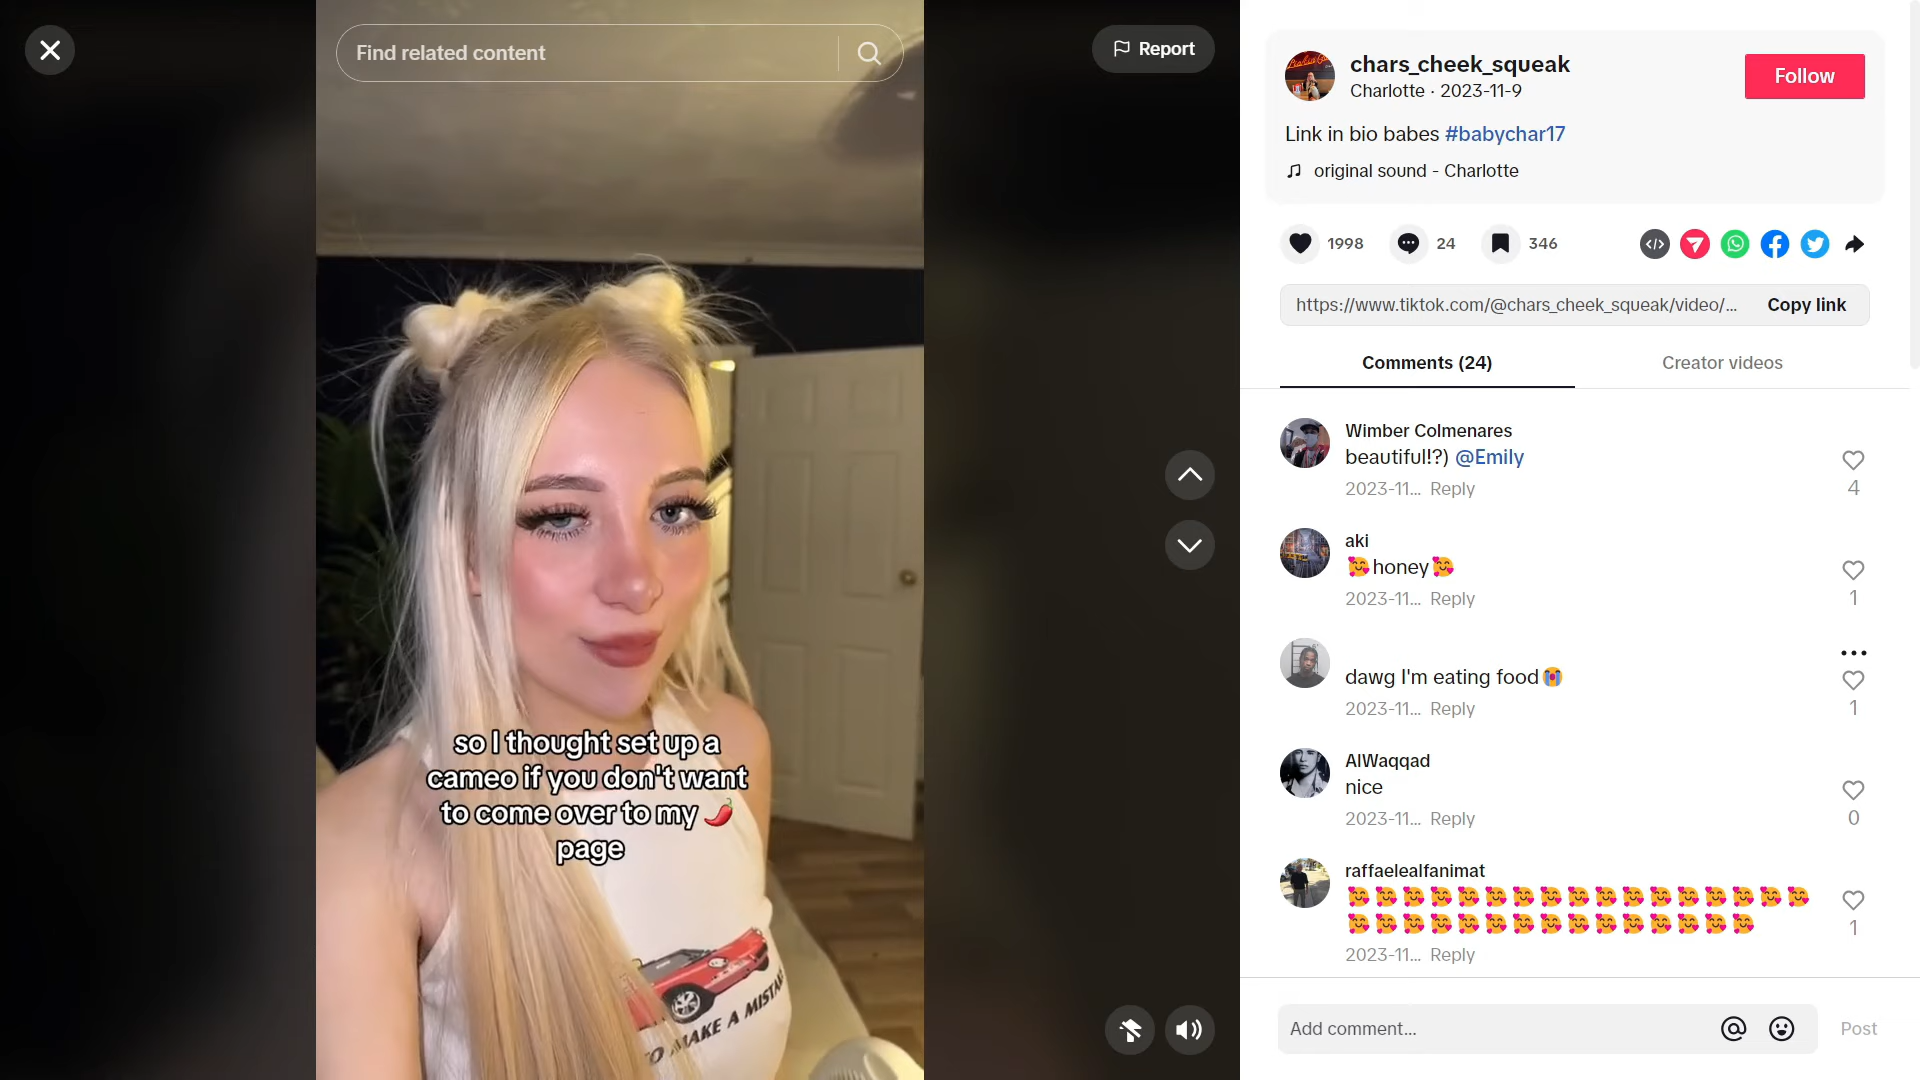 Find related content
Report
so I thought set up a
cameo if you don't want
to come over to my 🌶️
page
TO MAKE A MISTAK
chars_cheek_squeak
Charlotte · 2023-11-9
Follow
Link in bio babes #babychar17
original sound - Charlotte
1998
24
346
https://www.tiktok.com/@chars_cheek_squeak/video/...
Copy link
Comments (24)
Creator videos
Wimber Colmenares
beautiful!?) @Emily
2023-11... Reply
4
aki
🥰honey🥰
2023-11... Reply
1
dawg I'm eating food😭
2023-11... Reply
1
AlWaqqad
nice
2023-11... Reply
0
raffaelealfanimat
🥰🥰🥰🥰🥰🥰🥰🥰🥰🥰🥰🥰🥰🥰🥰🥰🥰
🥰🥰🥰🥰🥰🥰🥰🥰🥰🥰🥰🥰🥰🥰🥰
2023-11... Reply
1
Add comment...
Post